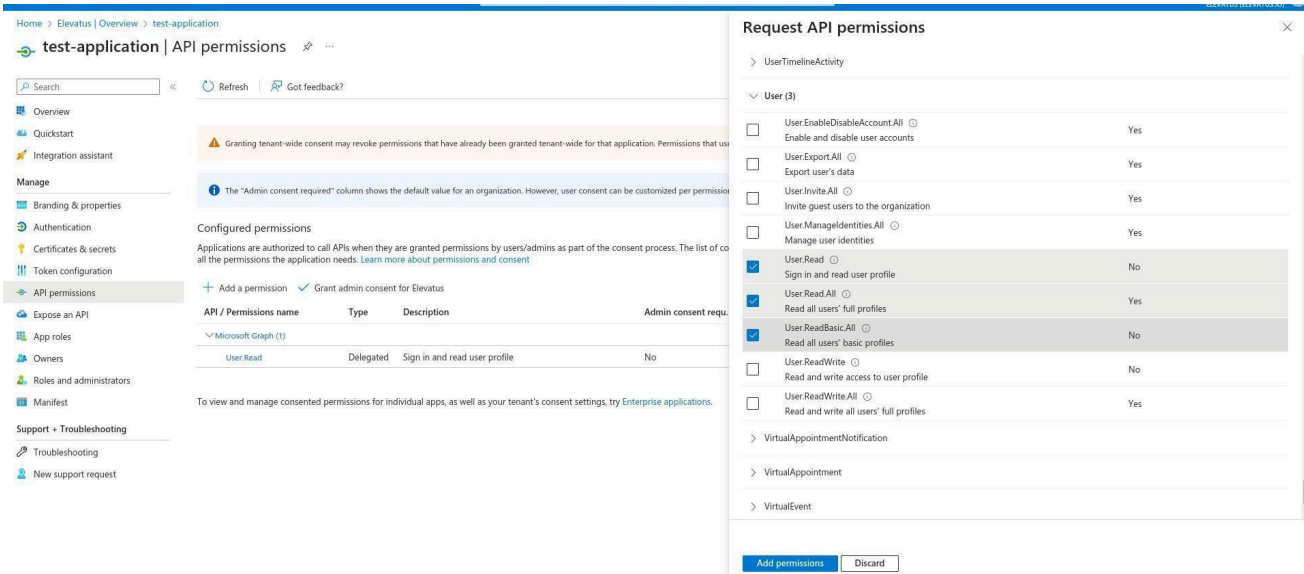 ELEVATUS (ELEVATUS.IO)
Home > Elevatus | Overview > test-application
test-application | API permissions
Search
Overview
Quickstart
Integration assistant
Manage
Branding & properties
Authentication
Certificates & secrets
Token configuration
API permissions
Expose an API
App roles
Owners
Roles and administrators
Manifest
Support + Troubleshooting
Troubleshooting
New support request
Refresh
Got feedback?
Granting tenant-wide consent may revoke permissions that have already been granted tenant-wide for that application. Permissions that use
The "Admin consent required" column shows the default value for an organization. However, user consent can be customized per permission
Configured permissions
Applications are authorized to call APIs when they are granted permissions by users/admins as part of the consent process. The list of co
all the permissions the application needs. Learn more about permissions and consent
Add a permission Grant admin consent for Elevatus
API / Permissions name Type Description Admin consent requ..
Microsoft Graph (1)
User.Read Delegated Sign in and read user profile No
To view and manage consented permissions for individual apps, as well as your tenant's consent settings, try Enterprise applications.
Request API permissions
UserTimelineActivity
User (3)
User.EnableDisableAccount.All
Enable and disable user accounts
Yes
User.Export.All
Export user's data
Yes
User.Invite.All
Invite guest users to the organization
Yes
User.ManageIdentities.All
Manage user identities
Yes
User.Read
Sign in and read user profile
No
User.Read.All
Read all users' full profiles
Yes
User.ReadBasic.All
Read all users' basic profiles
No
User.ReadWrite
Read and write access to user profile
No
User.ReadWrite.All
Read and write all users' full profiles
Yes
VirtualAppointmentNotification
VirtualAppointment
VirtualEvent
Add permissions
Discard